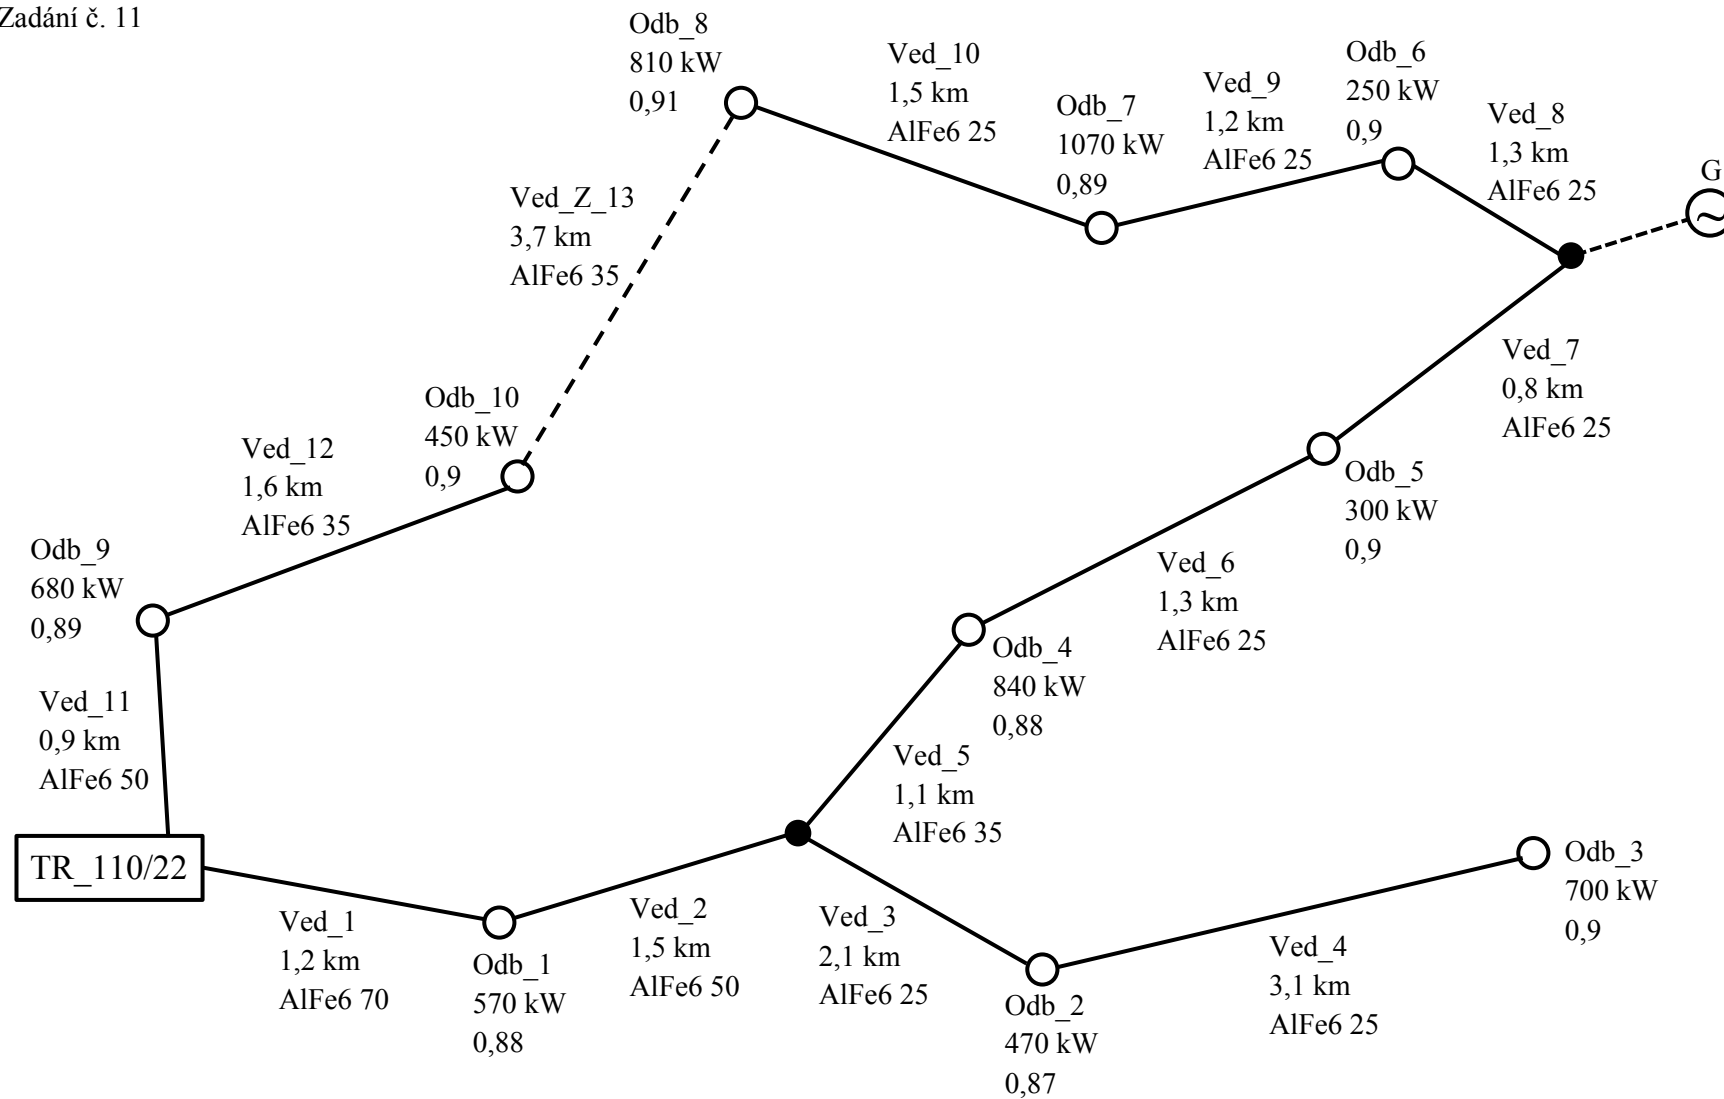 Zadání č. 11
Odb_8
810 kW
0,91
Ved_10
1,5 km
AlFe6 25
Odb_7
1070 kW
0,89
Ved_9
1,2 km
AlFe6 25
Odb_6
250 kW
0,9
Ved_8
1,3 km
AlFe6 25
G
~
Ved_Z_13
3,7 km
AlFe6 35
Ved_7
0,8 km
AlFe6 25
Odb_10
450 kW
0,9
Ved_12
1,6 km
AlFe6 35
Odb_5
300 kW
0,9
Odb_9
680 kW
0,89
Ved_6
1,3 km
AlFe6 25
Odb_4
840 kW
0,88
Ved_11
0,9 km
AlFe6 50
Ved_5
1,1 km
AlFe6 35
TR_110/22
Odb_3
700 kW
0,9
Ved_1
1,2 km
AlFe6 70
Odb_1
570 kW
0,88
Ved_2
1,5 km
AlFe6 50
Ved_3
2,1 km
AlFe6 25
Odb_2
470 kW
0,87
Ved_4
3,1 km
AlFe6 25